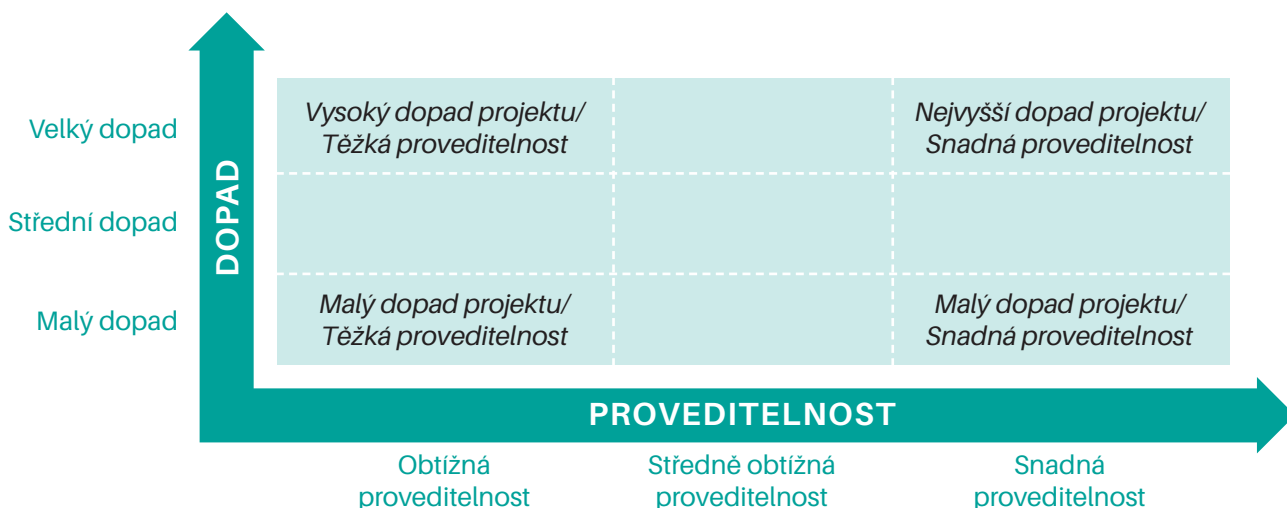 Velký dopad
Vysoký dopad projektu/
Těžká proveditelnost
Nejvyšší dopad projektu/
Snadná proveditelnost
DOPAD
Střední dopad
Malý dopad
Malý dopad projektu/
Těžká proveditelnost
Malý dopad projektu/
Snadná proveditelnost
PROVEDITELNOST
Obtížná
proveditelnost
Středně obtížná
proveditelnost
Snadná
proveditelnost